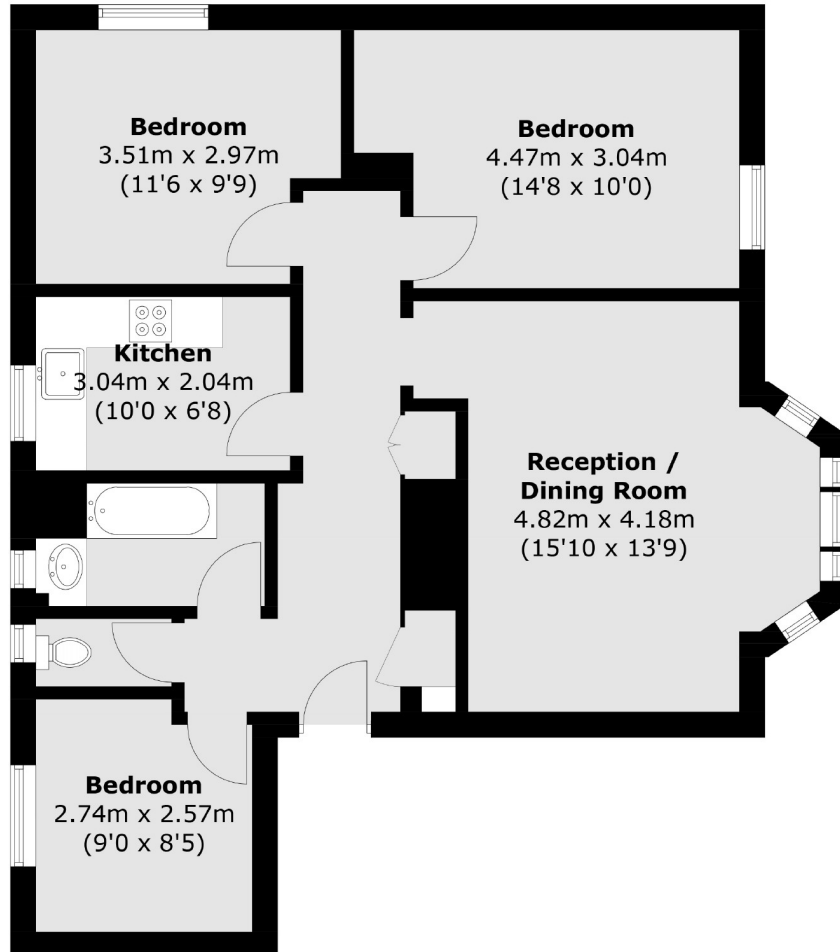 Bedroom
3.51m x 2.97m
(11'6 x 9'9)
Bedroom
4.47m x 3.04m
(14'8 x 10'0)
Kitchen
3.04m x 2.04m
(10'0 x 6'8)
Reception /
Dining Room
4.82m x 4.18m
(15'10 x 13'9)
Bedroom
2.74m x 2.57m
(9'0 x 8'5)